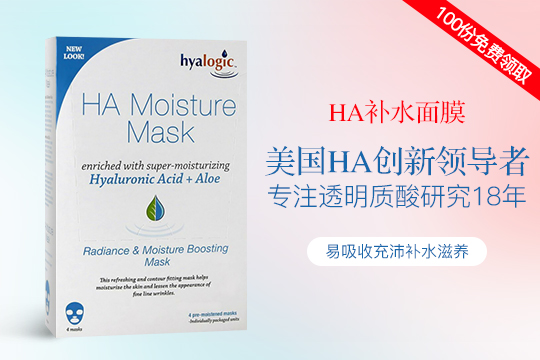 NEW
LOOK!
hyalogic
HA Moisture
Mask
enriched with super-moisturizing
Hyaluronic Acid + Aloe
Radiance & Moisture Boosting
Mask
This refreshing and contour fitting mask helps
moisturize the skin and lessen the appearance of
fine line wrinkles.
4 masks
4 pre-moistened masks
-Individually packaged units
100份免费领取
HA补水面膜
美国HA创新领导者
专注透明质酸研究18年
易吸收充沛补水滋养